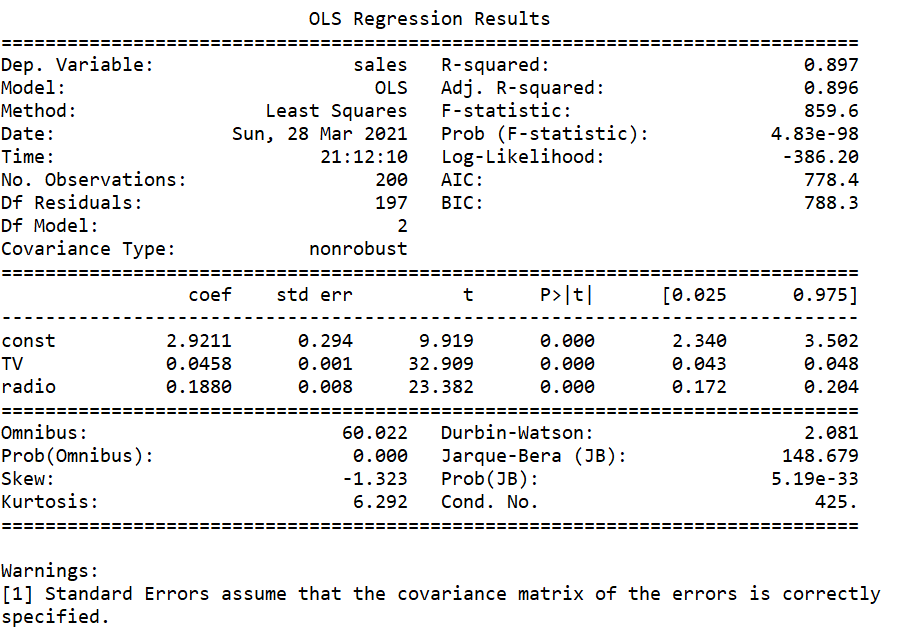 OLS Regression Results
==============================================================================
Dep. Variable:                  sales   R-squared:                       0.897
Model:                            OLS   Adj. R-squared:                  0.896
Method:                 Least Squares   F-statistic:                     859.6
Date:                Sun, 28 Mar 2021   Prob (F-statistic):           4.83e-98
Time:                        21:12:10   Log-Likelihood:                -386.20
No. Observations:                 200   AIC:                             778.4
Df Residuals:                     197   BIC:                             788.3
Df Model:                           2
Covariance Type:            nonrobust
==============================================================================
                 coef    std err          t      P>|t|      [0.025      0.975]
------------------------------------------------------------------------------
const          2.9211      0.294      9.919      0.000       2.340       3.502
TV             0.0458      0.001     32.909      0.000       0.043       0.048
radio          0.1880      0.008     23.382      0.000       0.172       0.204
==============================================================================
Omnibus:                       60.022   Durbin-Watson:                   2.081
Prob(Omnibus):                  0.000   Jarque-Bera (JB):              148.679
Skew:                          -1.323   Prob(JB):                     5.19e-33
Kurtosis:                       6.292   Cond. No.                         425.
==============================================================================

Warnings:
[1] Standard Errors assume that the covariance matrix of the errors is correctly
specified.